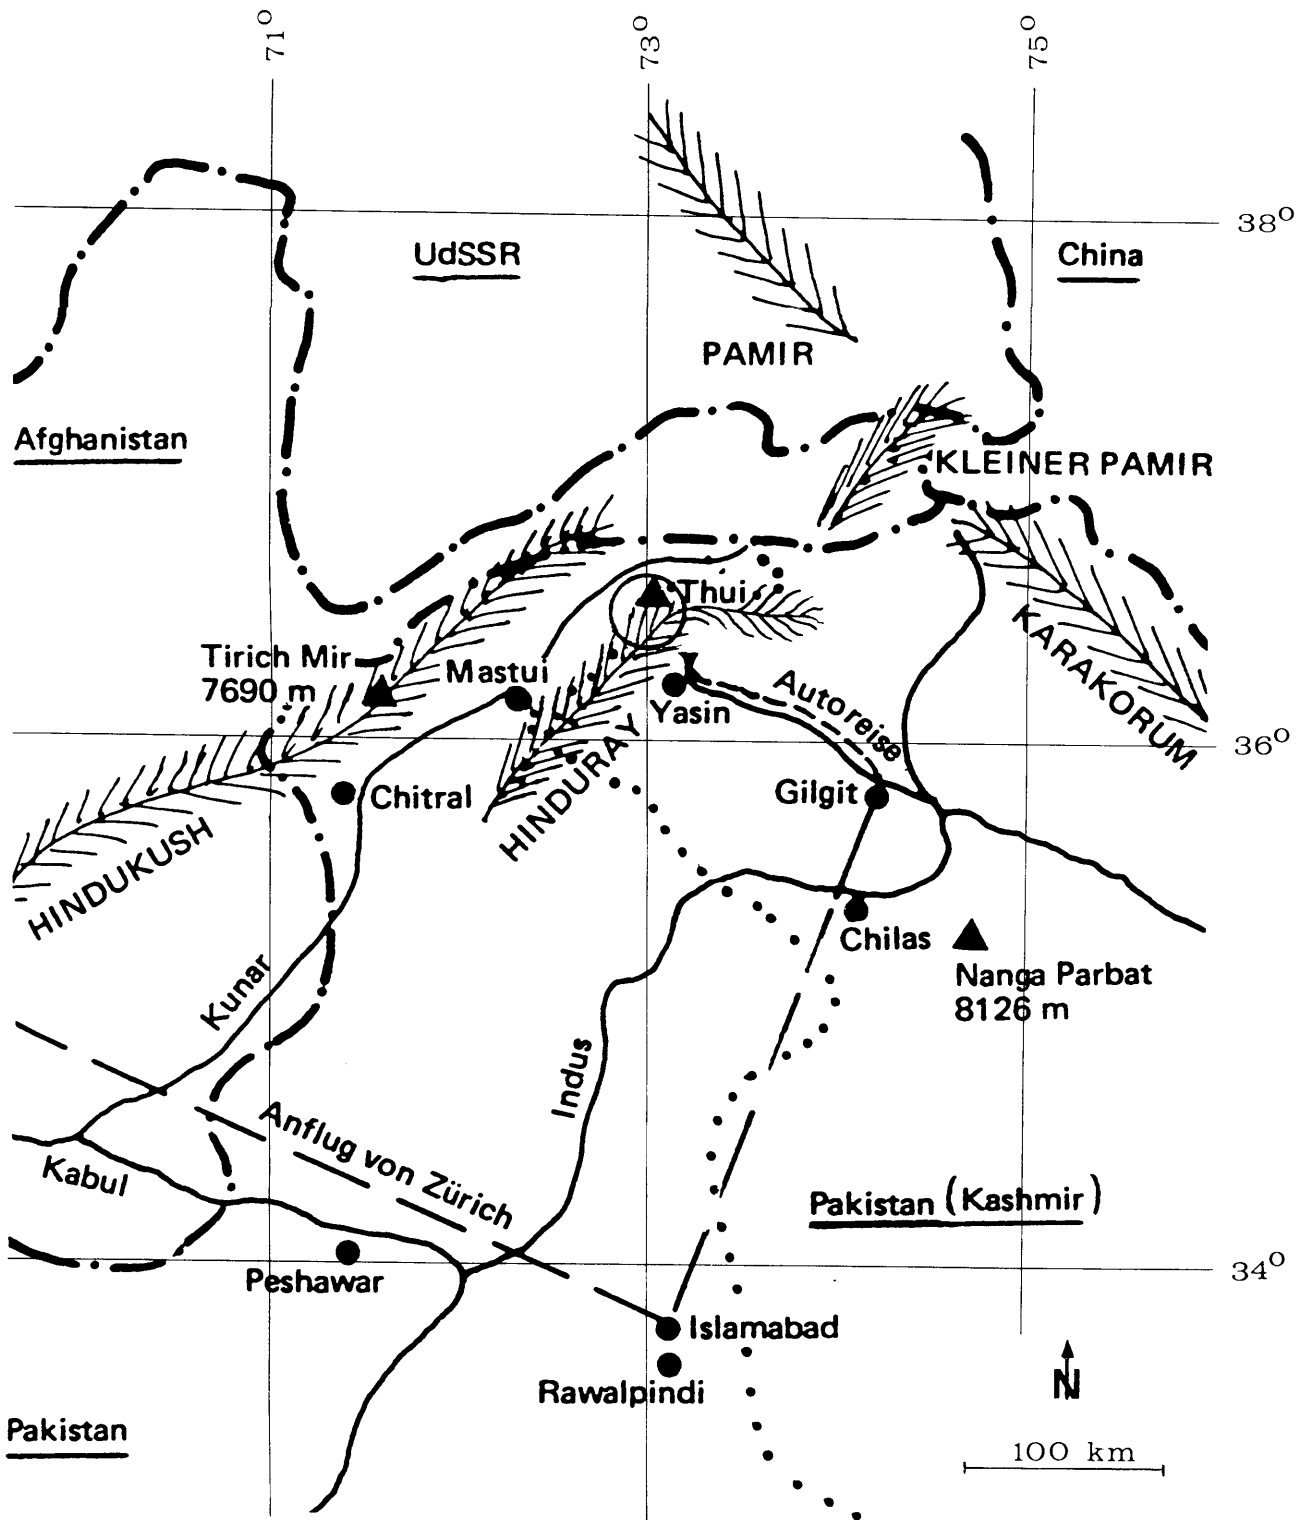 71°
73°
75°
38°
UdSSR
China
PAMIR
Afghanistan
KLEINER PAMIR
Thui
KARAKORUM
Tirich Mir
7690 m
Mastui
Yasin
Autoreise
36°
HINDURAY
Gilgit
Chitral
HINDUKUSH
Chilas
Nanga Parbat
8126 m
Kunar
Indus
Anflug von Zürich
Kabul
Pakistan (Kashmir)
34°
Peshawar
Islamabad
Rawalpindi
N
Pakistan
100 km